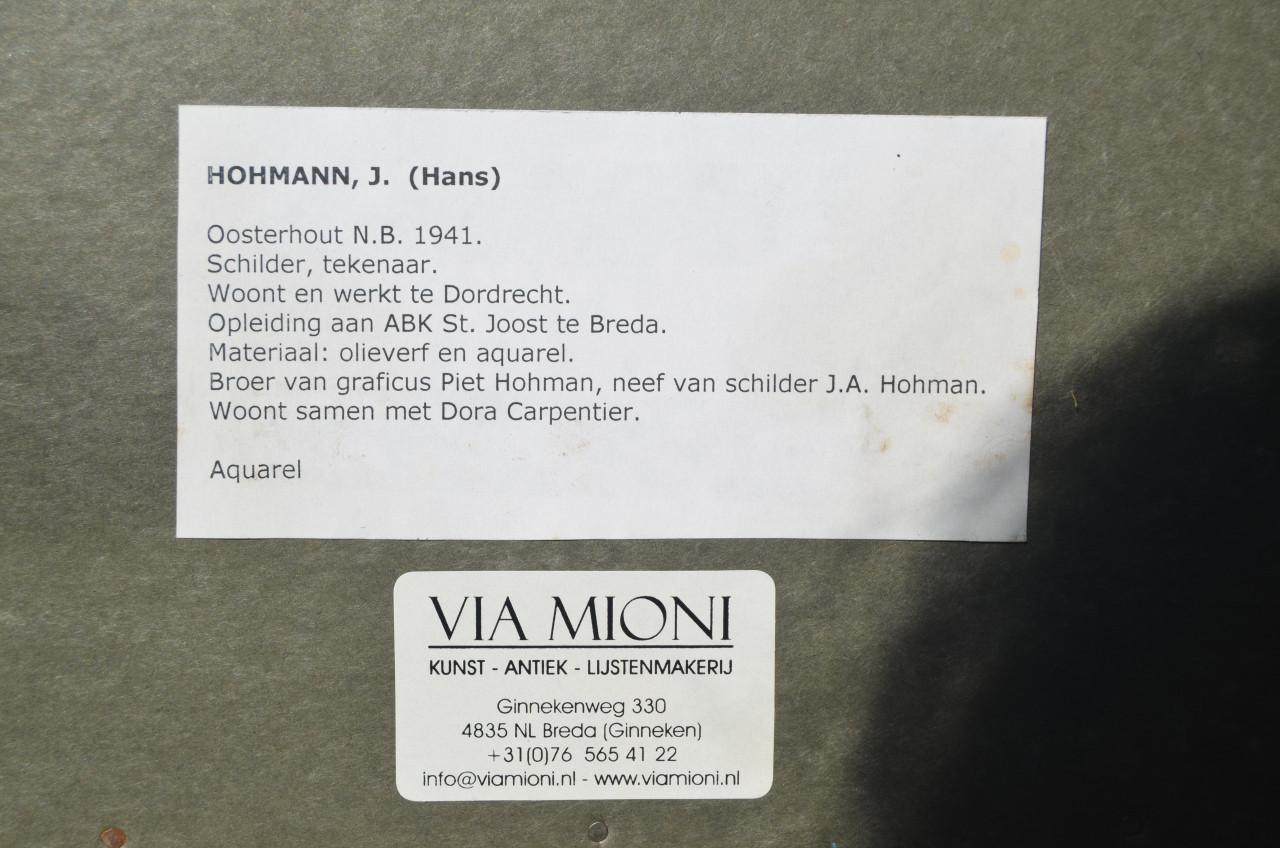 HOHMANN, J. (Hans)
Oosterhout N.B. 1941.
Schilder, tekenaar.
Woont en werkt te Dordrecht.
Opleiding aan ABK St. Joost te Breda.
Materiaal: olieverf en aquarel.
Broer van graficus Piet Hohman, neef van schilder J.A. Hohman.
Woont samen met Dora Carpentier.
Aquarel
VIA MIONI
KUNST - ANTIEK - LIJSTENMAKERIJ
Ginnekenweg 330
4835 NL Breda (Ginneken)
+31(0)76 565 41 22
info@viamioni.nl - www.viamioni.nl